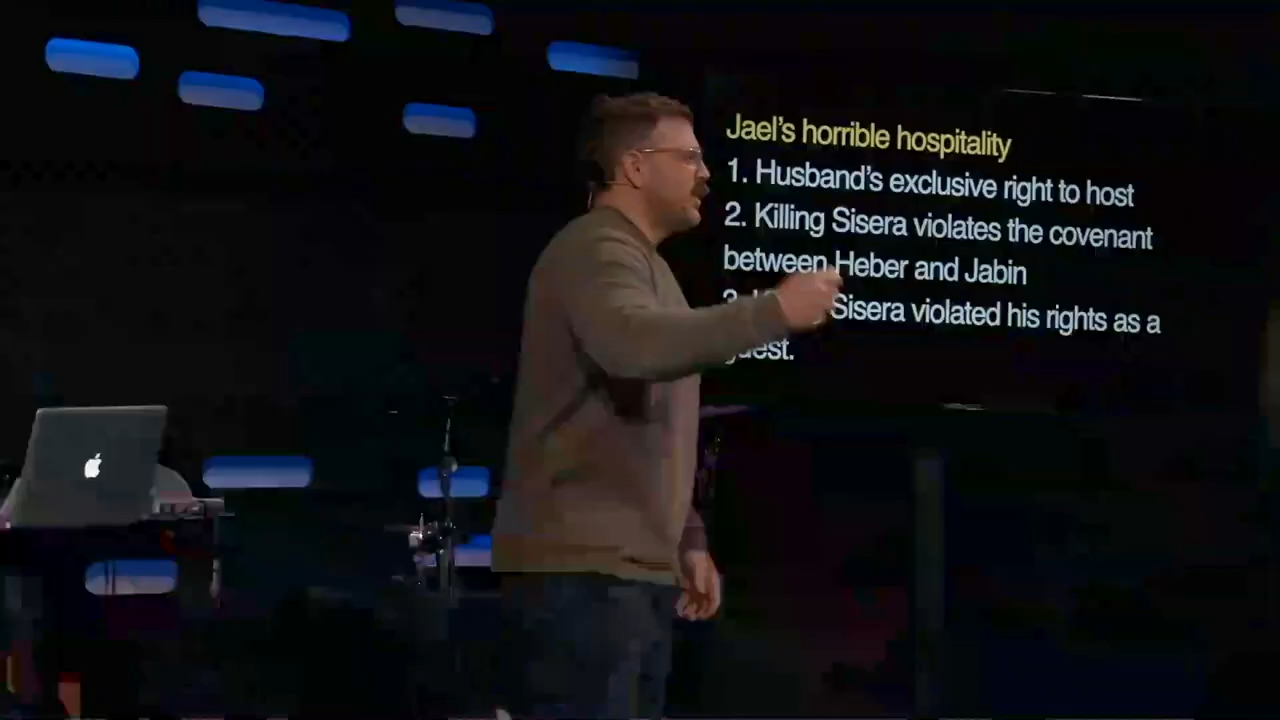 Jael's horrible hospitality
1. Husband's exclusive right to host
2. Killing Sisera violates the covenant
between Heber and Jabin
3. Sisera violated his rights as a
guest.